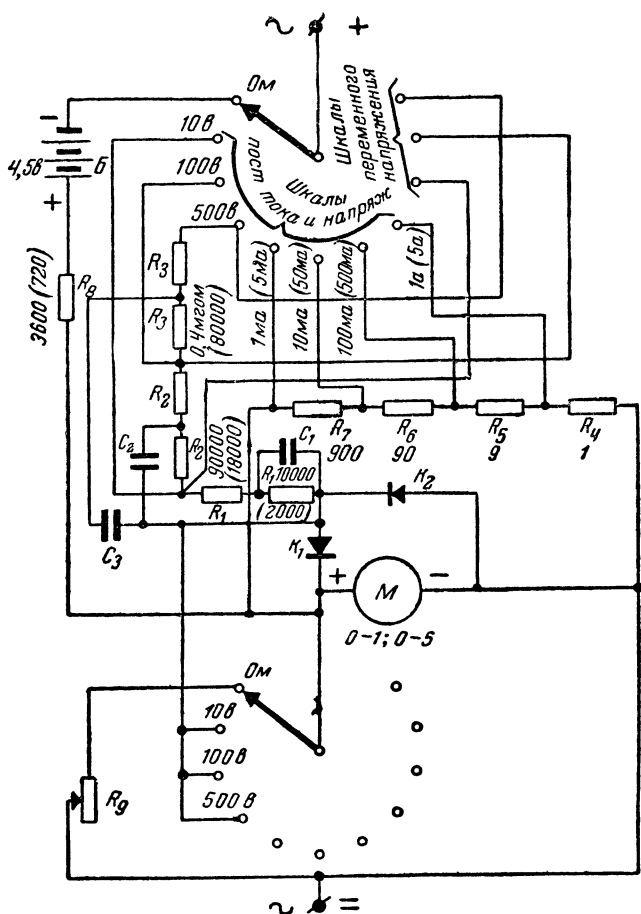 ~ +
Ом
Шкалы
переменного
напряжения
–
10в
4,5в Б
100в
пост
Шкалы
тока и напряж
+
500в
1ма (5ма)
10ма (50ма)
100ма (500ма)
1а (5а)
R3
R8
3600 (720)
R3
0,4мгом
(80000)
R2
C2
R2
90000
(18000)
C1
R7
900
R6
90
R5
9
R4
1
R1
R1 10000
(2000)
K2
C3
K1
+ М –
0-1; 0-5
Ом
10в
100в
R9
500в
~ =